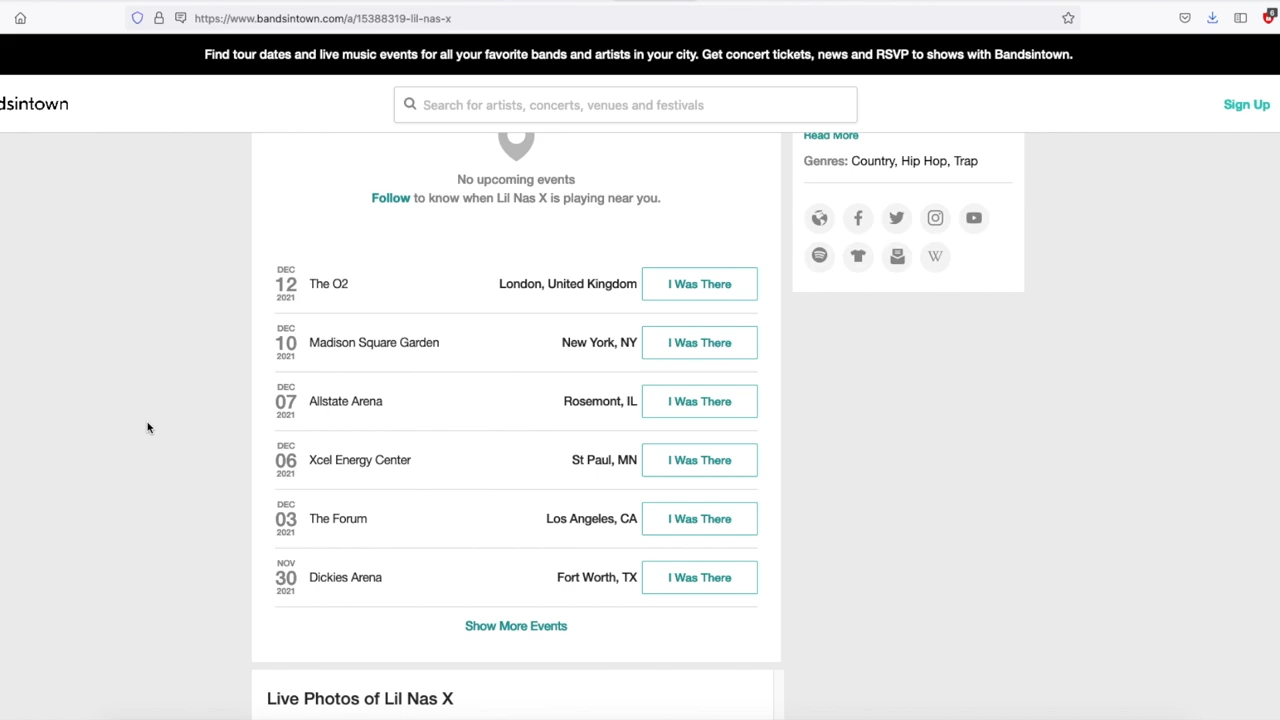 https://www.bandsintown.com/a/15388319-lil-nas-x
6
Find tour dates and live music events for all your favorite bands and artists in your city. Get concert tickets, news and RSVP to shows with Bandsintown.
dsintown
Search for artists, concerts, venues and festivals
Sign Up
No upcoming events
Follow to know when Lil Nas X is playing near you.
DEC
12
2021
The O2
London, United Kingdom
I Was There
DEC
10
2021
Madison Square Garden
New York, NY
I Was There
DEC
07
2021
Allstate Arena
Rosemont, IL
I Was There
DEC
06
2021
Xcel Energy Center
St Paul, MN
I Was There
DEC
03
2021
The Forum
Los Angeles, CA
I Was There
NOV
30
2021
Dickies Arena
Fort Worth, TX
I Was There
Show More Events
Live Photos of Lil Nas X
Read More
Genres: Country, Hip Hop, Trap
W